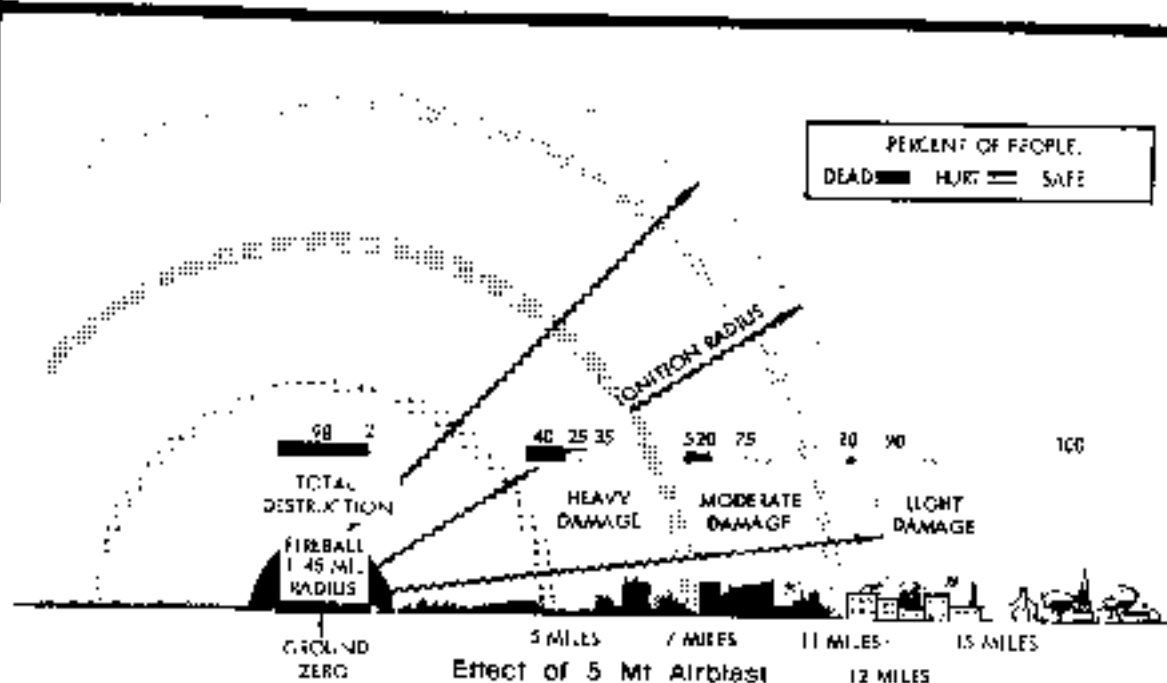 PERCENT OF PEOPLE
DEAD HURT SAFE
IGNITION RADIUS
98 2
40 25 35
5 20 75
20 90
100
TOTAL
DESTRUCTION
HEAVY
DAMAGE
MODERATE
DAMAGE
LIGHT
DAMAGE
FIREBALL
1.45 MI.
RADIUS
GROUND
ZERO
5 MILES
7 MILES
11 MILES
12 MILES
15 MILES
Effect of 5 Mt Airblast